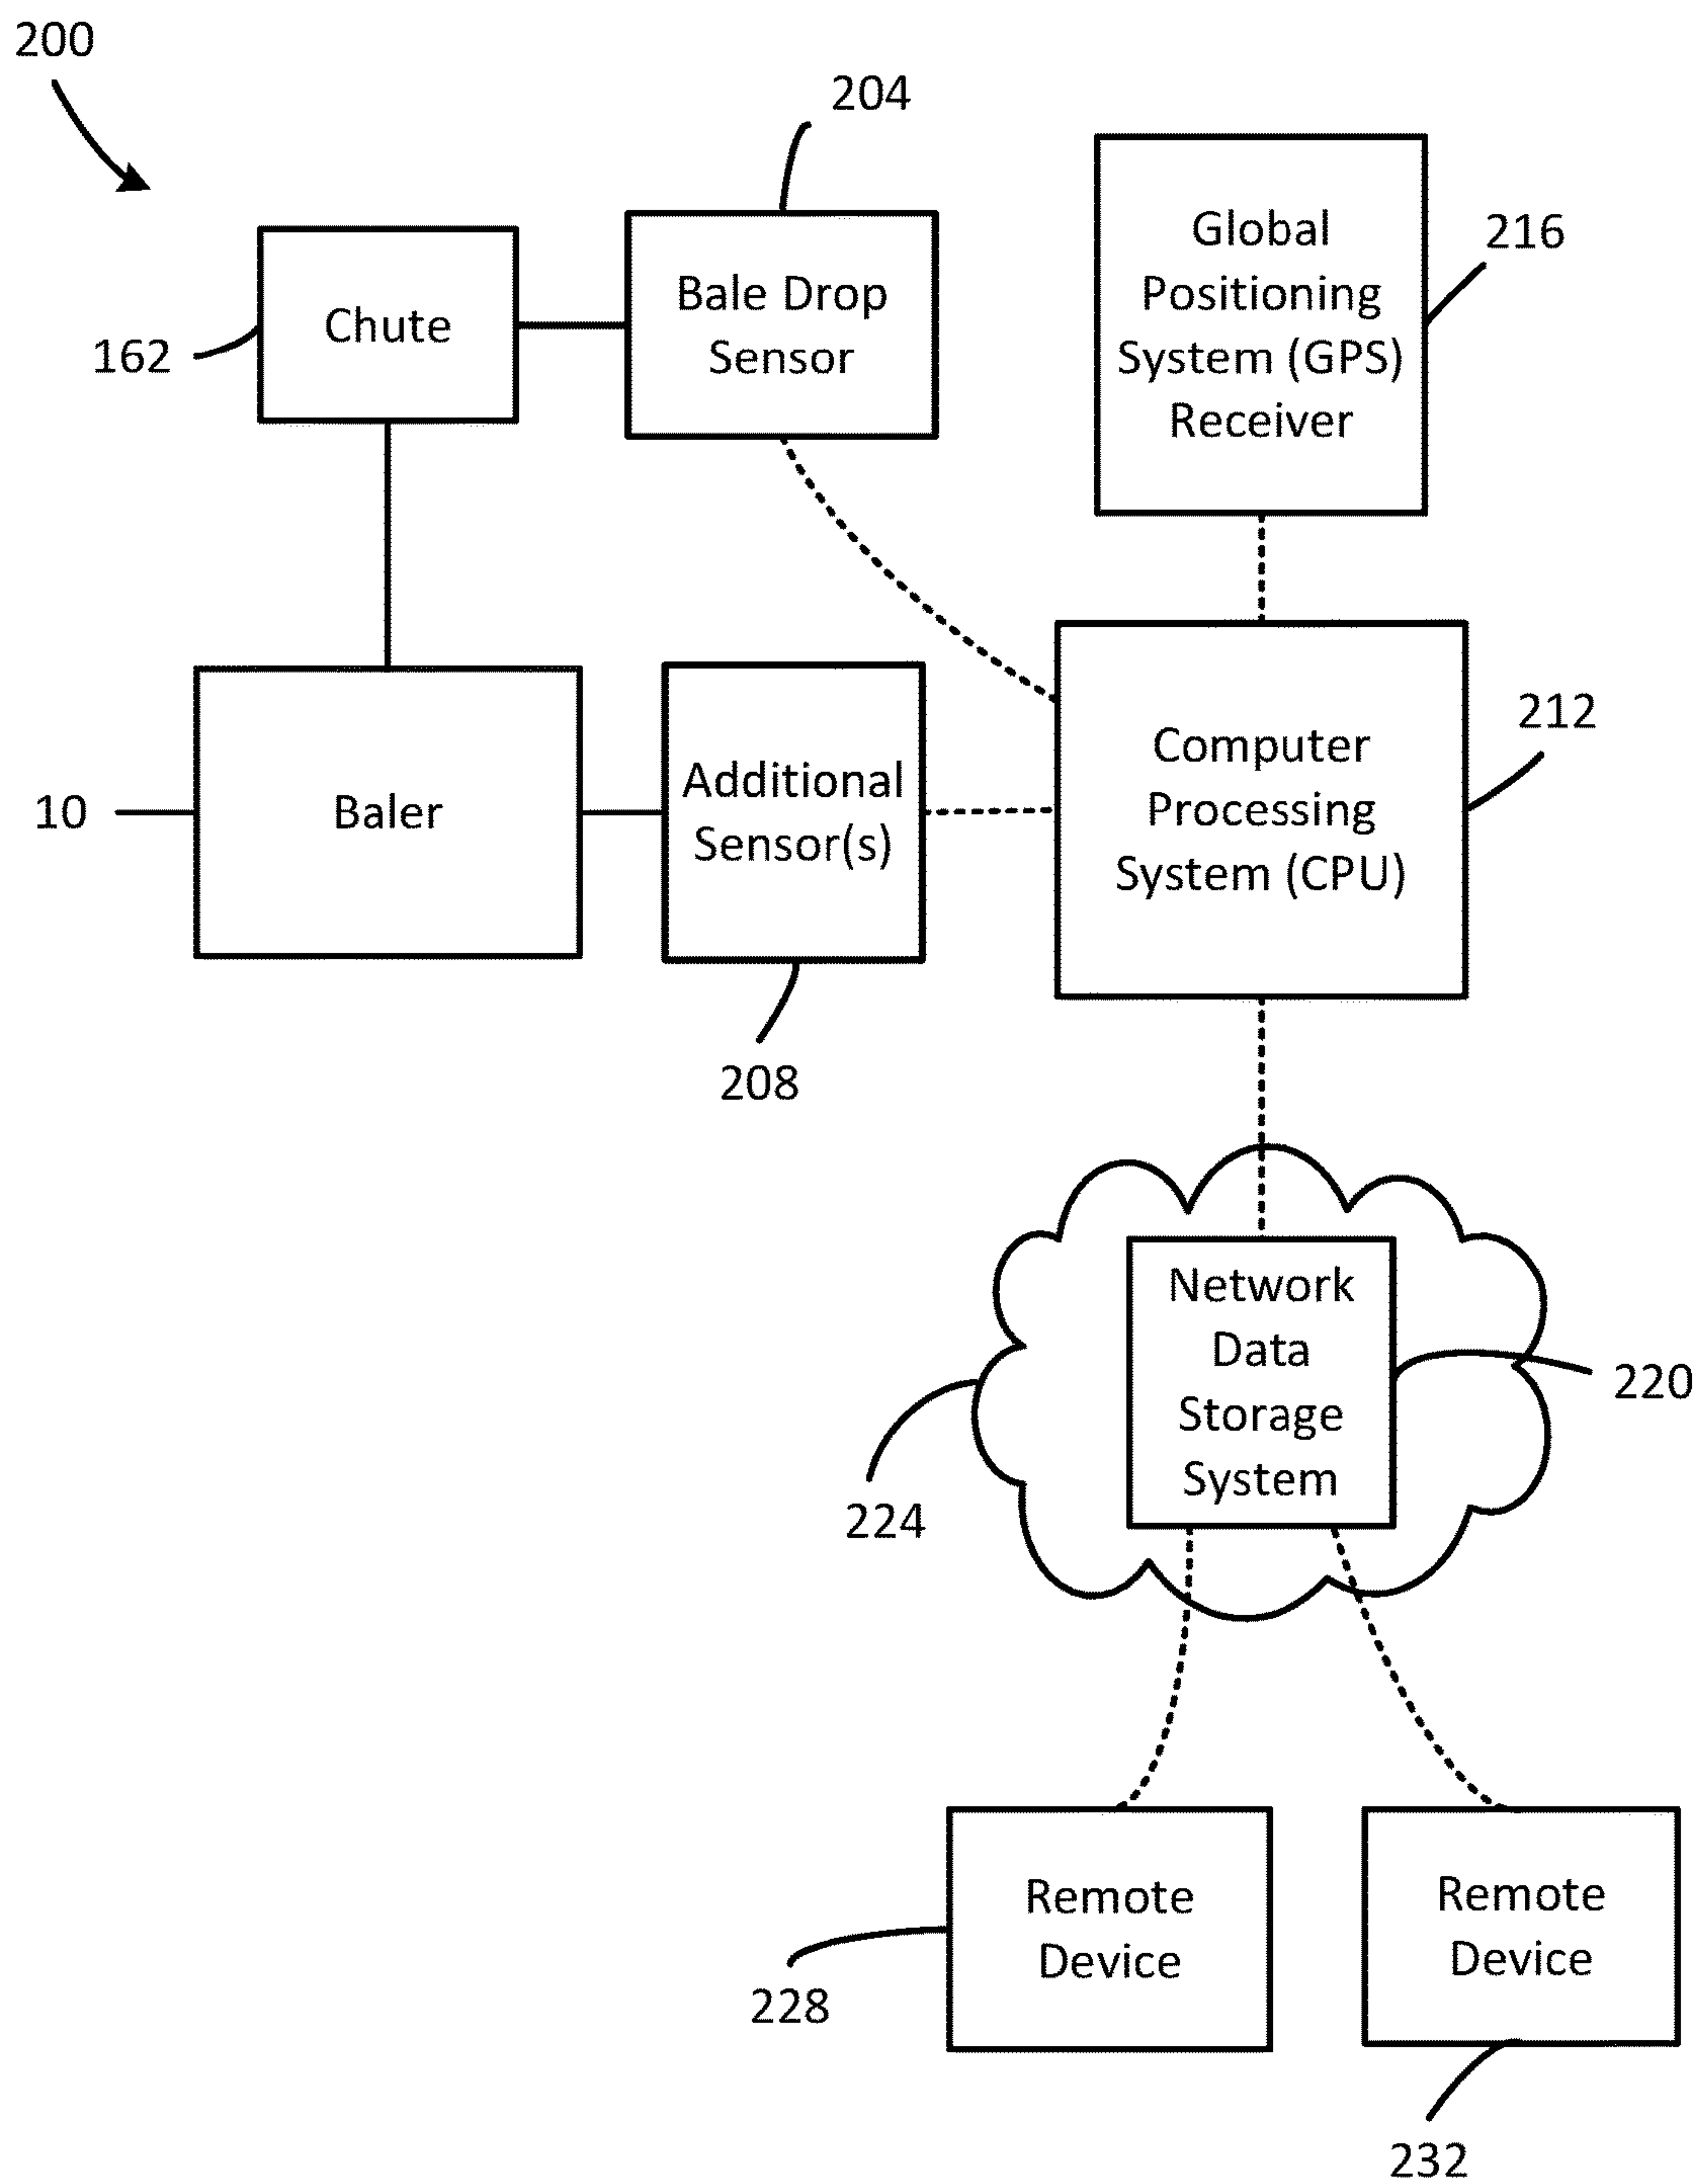 200
204
Global
Positioning
System (GPS)
Receiver
216
Bale Drop
Sensor
Chute
162
212
Computer
Processing
System (CPU)
Additional
Sensor(s)
10
Baler
208
Network
Data
Storage
System
220
224
Remote
Device
Remote
Device
228
232